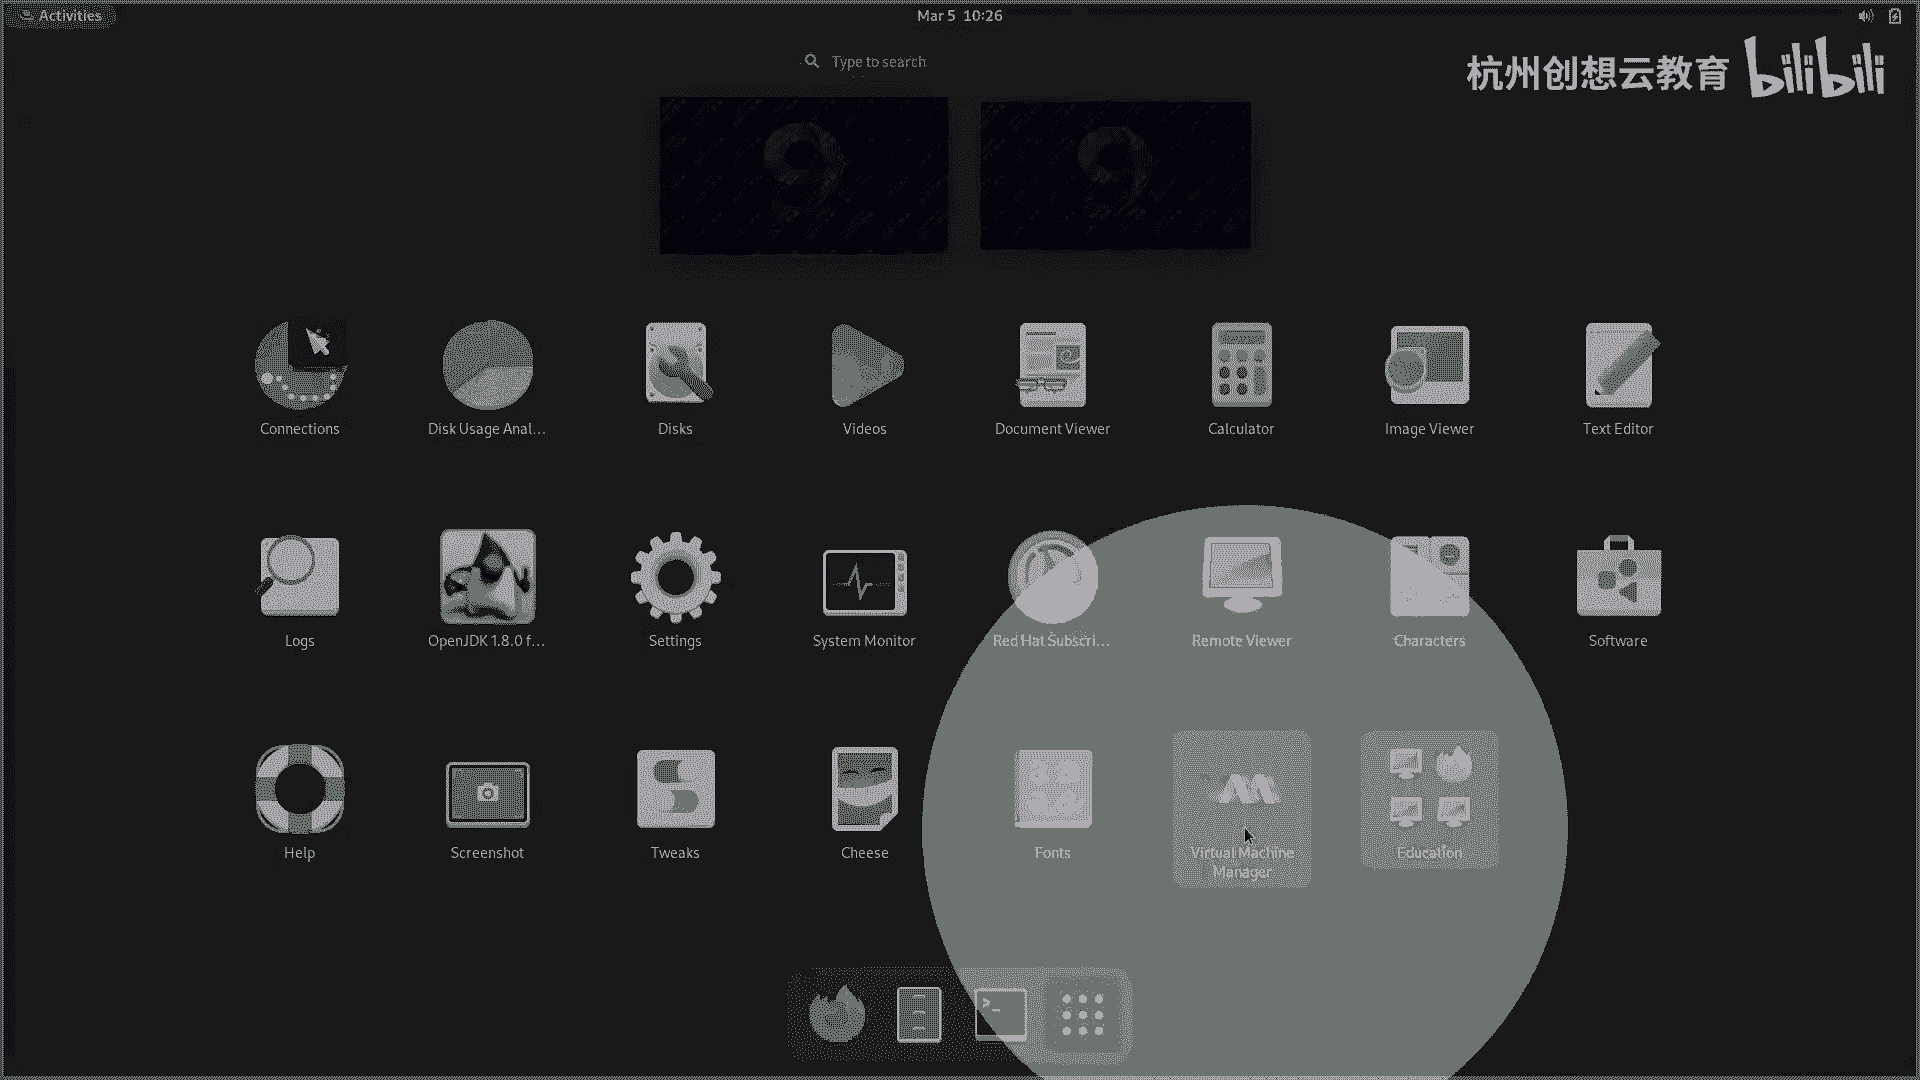 Activities
Mar 5 10:26
Type to search
杭州创想云教育 bilibili
Connections
Disk Usage Anal...
Disks
Videos
Document Viewer
Calculator
Image Viewer
Text Editor
Logs
OpenJDK 1.8.0 f...
Settings
System Monitor
Red Hat Subscri...
Remote Viewer
Characters
Software
Help
Screenshot
Tweaks
Cheese
Fonts
Virtual Machine
Manager
Education